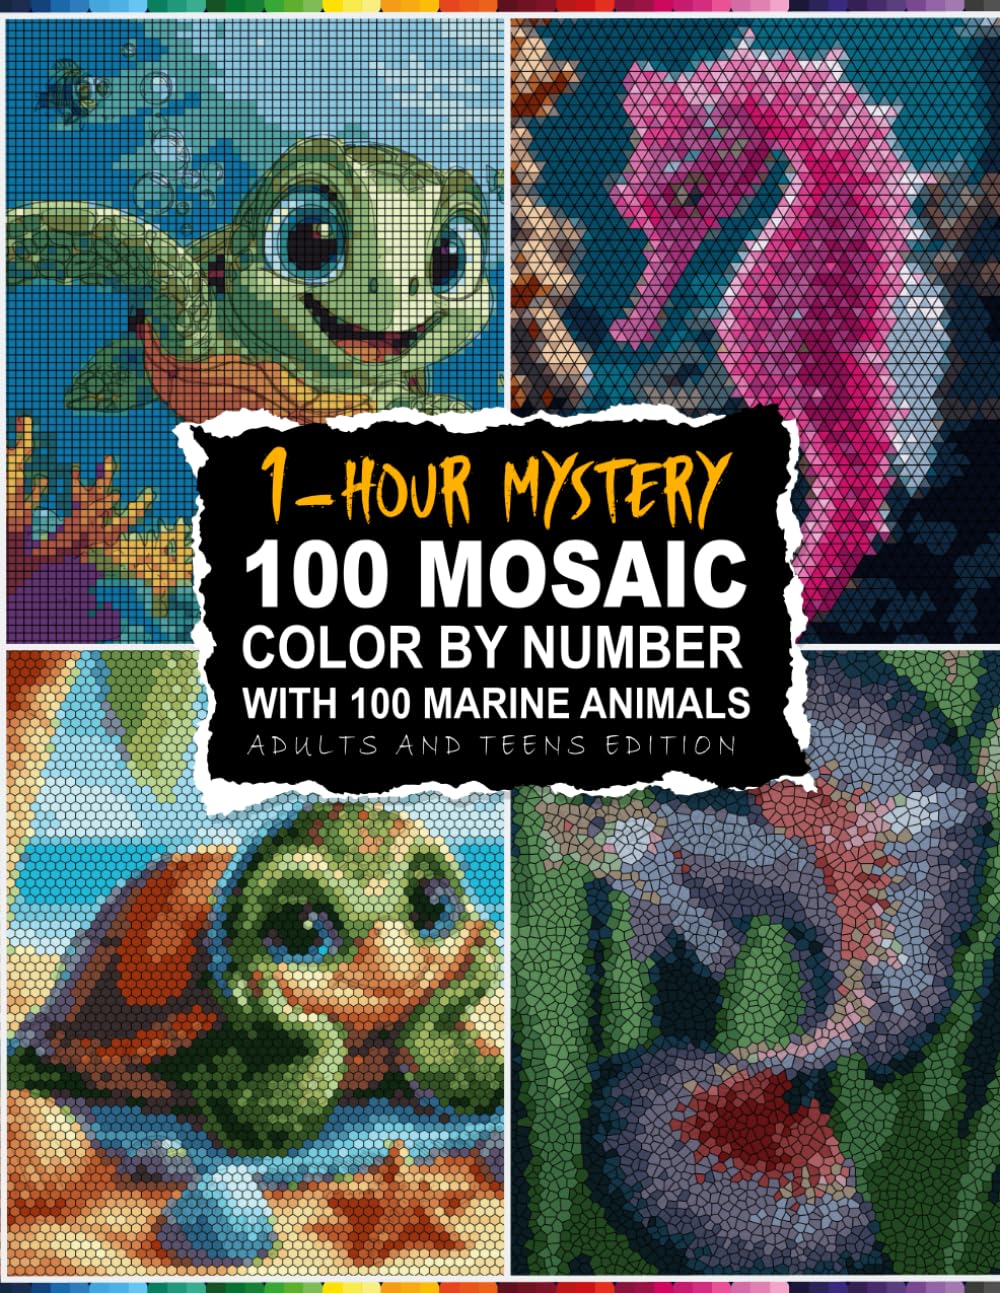 1-HOUR MYSTERY
100 MOSAIC
COLOR BY NUMBER
WITH 100 MARINE ANIMALS
ADULTS AND TEENS EDITION